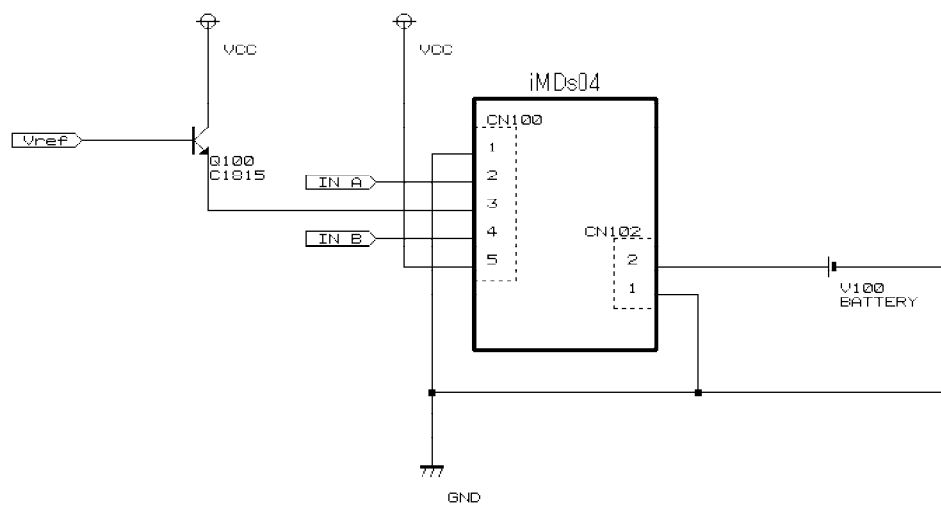 VCC
VCC
iMDs04
CN100
Vref
1
Q100
C1815
IN A
2
3
IN B
4
CN102
5
2
1
V100
BATTERY
GND